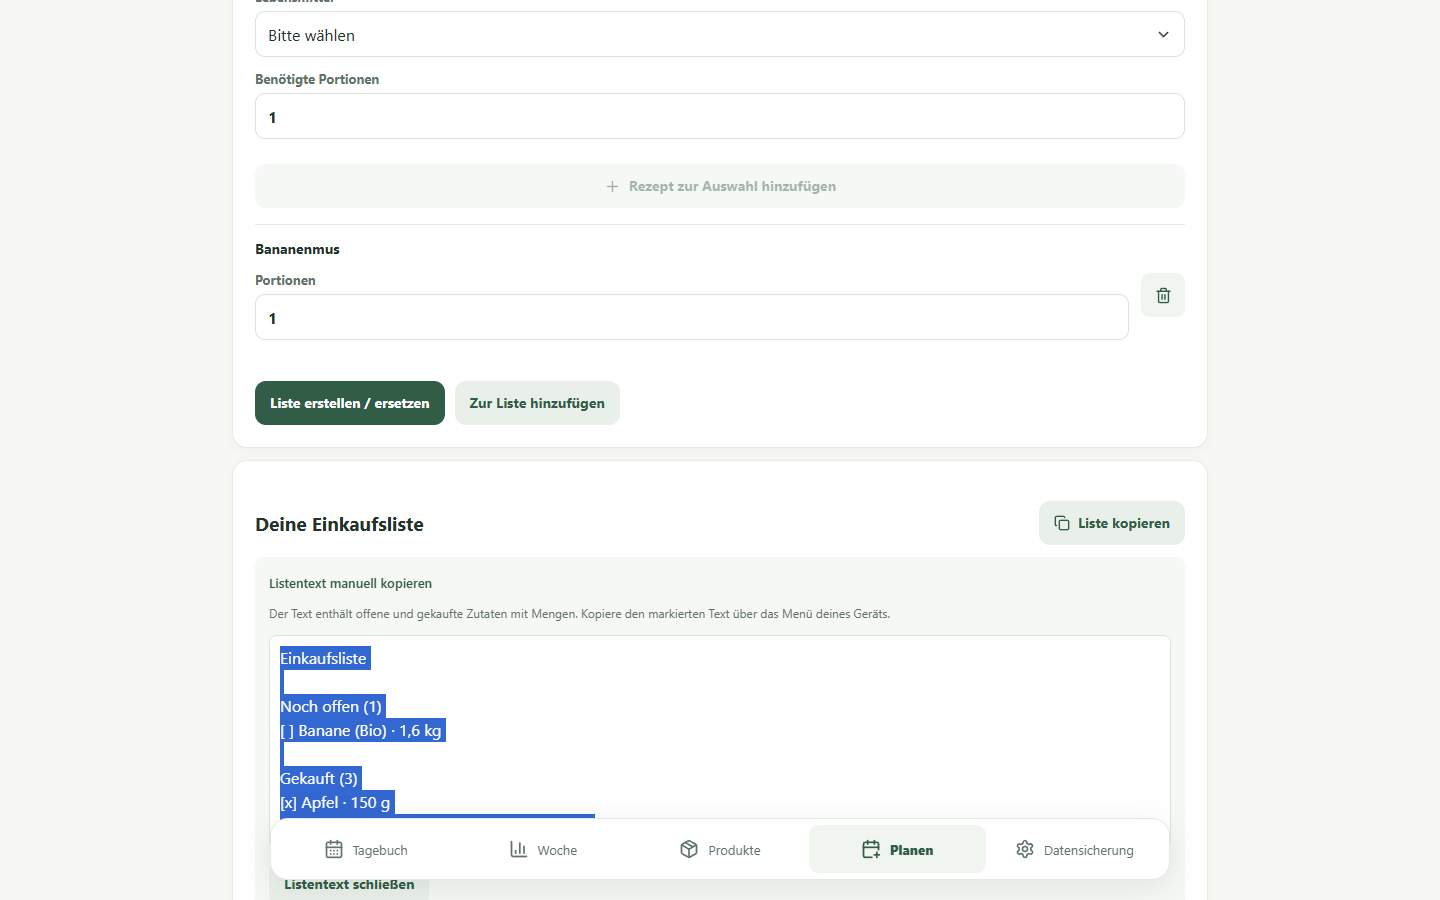 Bitte wählen
Benötigte Portionen
1
Rezept zur Auswahl hinzufügen
Bananenmus
Portionen
1
Liste erstellen / ersetzen
Zur Liste hinzufügen
Deine Einkaufsliste
Liste kopieren
Listentext manuell kopieren
Der Text enthält offene und gekaufte Zutaten mit Mengen. Kopiere den markierten Text über das Menü deines Geräts.
Einkaufsliste
Noch offen (1)
[ ] Banane (Bio) · 1,6 kg
Gekauft (3)
[x] Apfel · 150 g
Tagebuch
Woche
Produkte
Planen
Datensicherung
Listentext schließen